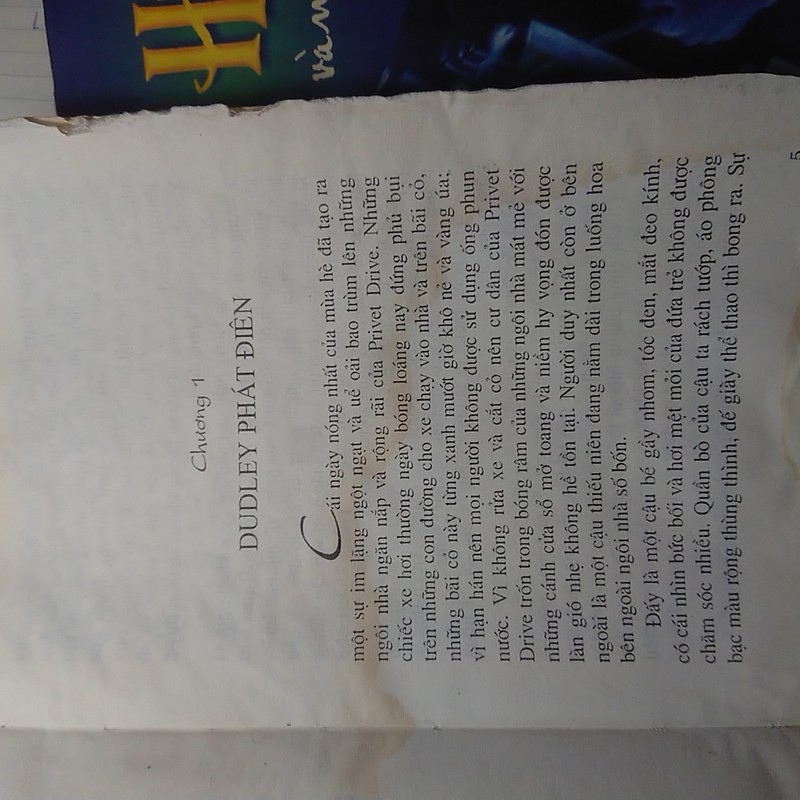 H
vàn
Chương 1
DUDLEY PHÁT ĐIÊN
Cái ngày nóng nhất của mùa hè đã tạo ra
một sự im lặng ngột ngạt và uể oải bao trùm lên những
ngôi nhà ngăn nắp và rộng rãi của Privet Drive. Những
chiếc xe hơi thường ngày bóng loáng nay đứng phủ bụi
trên những con đường cho xe chạy vào nhà và trên bãi cỏ,
những bãi cỏ này từng xanh mướt giờ khô nẻ và vàng úa;
vì hạn hán nên mọi người không được sử dụng ống phun
nước. Vì không rửa xe và cắt cỏ nên cư dân của Privet
Drive trốn trong bóng râm của những ngôi nhà mát mẻ với
những cánh cửa sổ mở toang và niềm hy vọng đón được
làn gió nhẹ không hề tồn tại. Người duy nhất còn ở bên
ngoài là một cậu thiếu niên đang nằm dài trong luống hoa
bên ngoài ngôi nhà số bốn.
Đấy là một cậu bé gầy nhom, tóc đen, mắt đeo kính,
có cái nhìn bức bối và hơi mệt mỏi của đứa trẻ không được
chăm sóc nhiều. Quần bò của cậu ta rách tướp, áo phông
bạc màu rộng thùng thình, đế giày thể thao thì bong ra. Sự
5